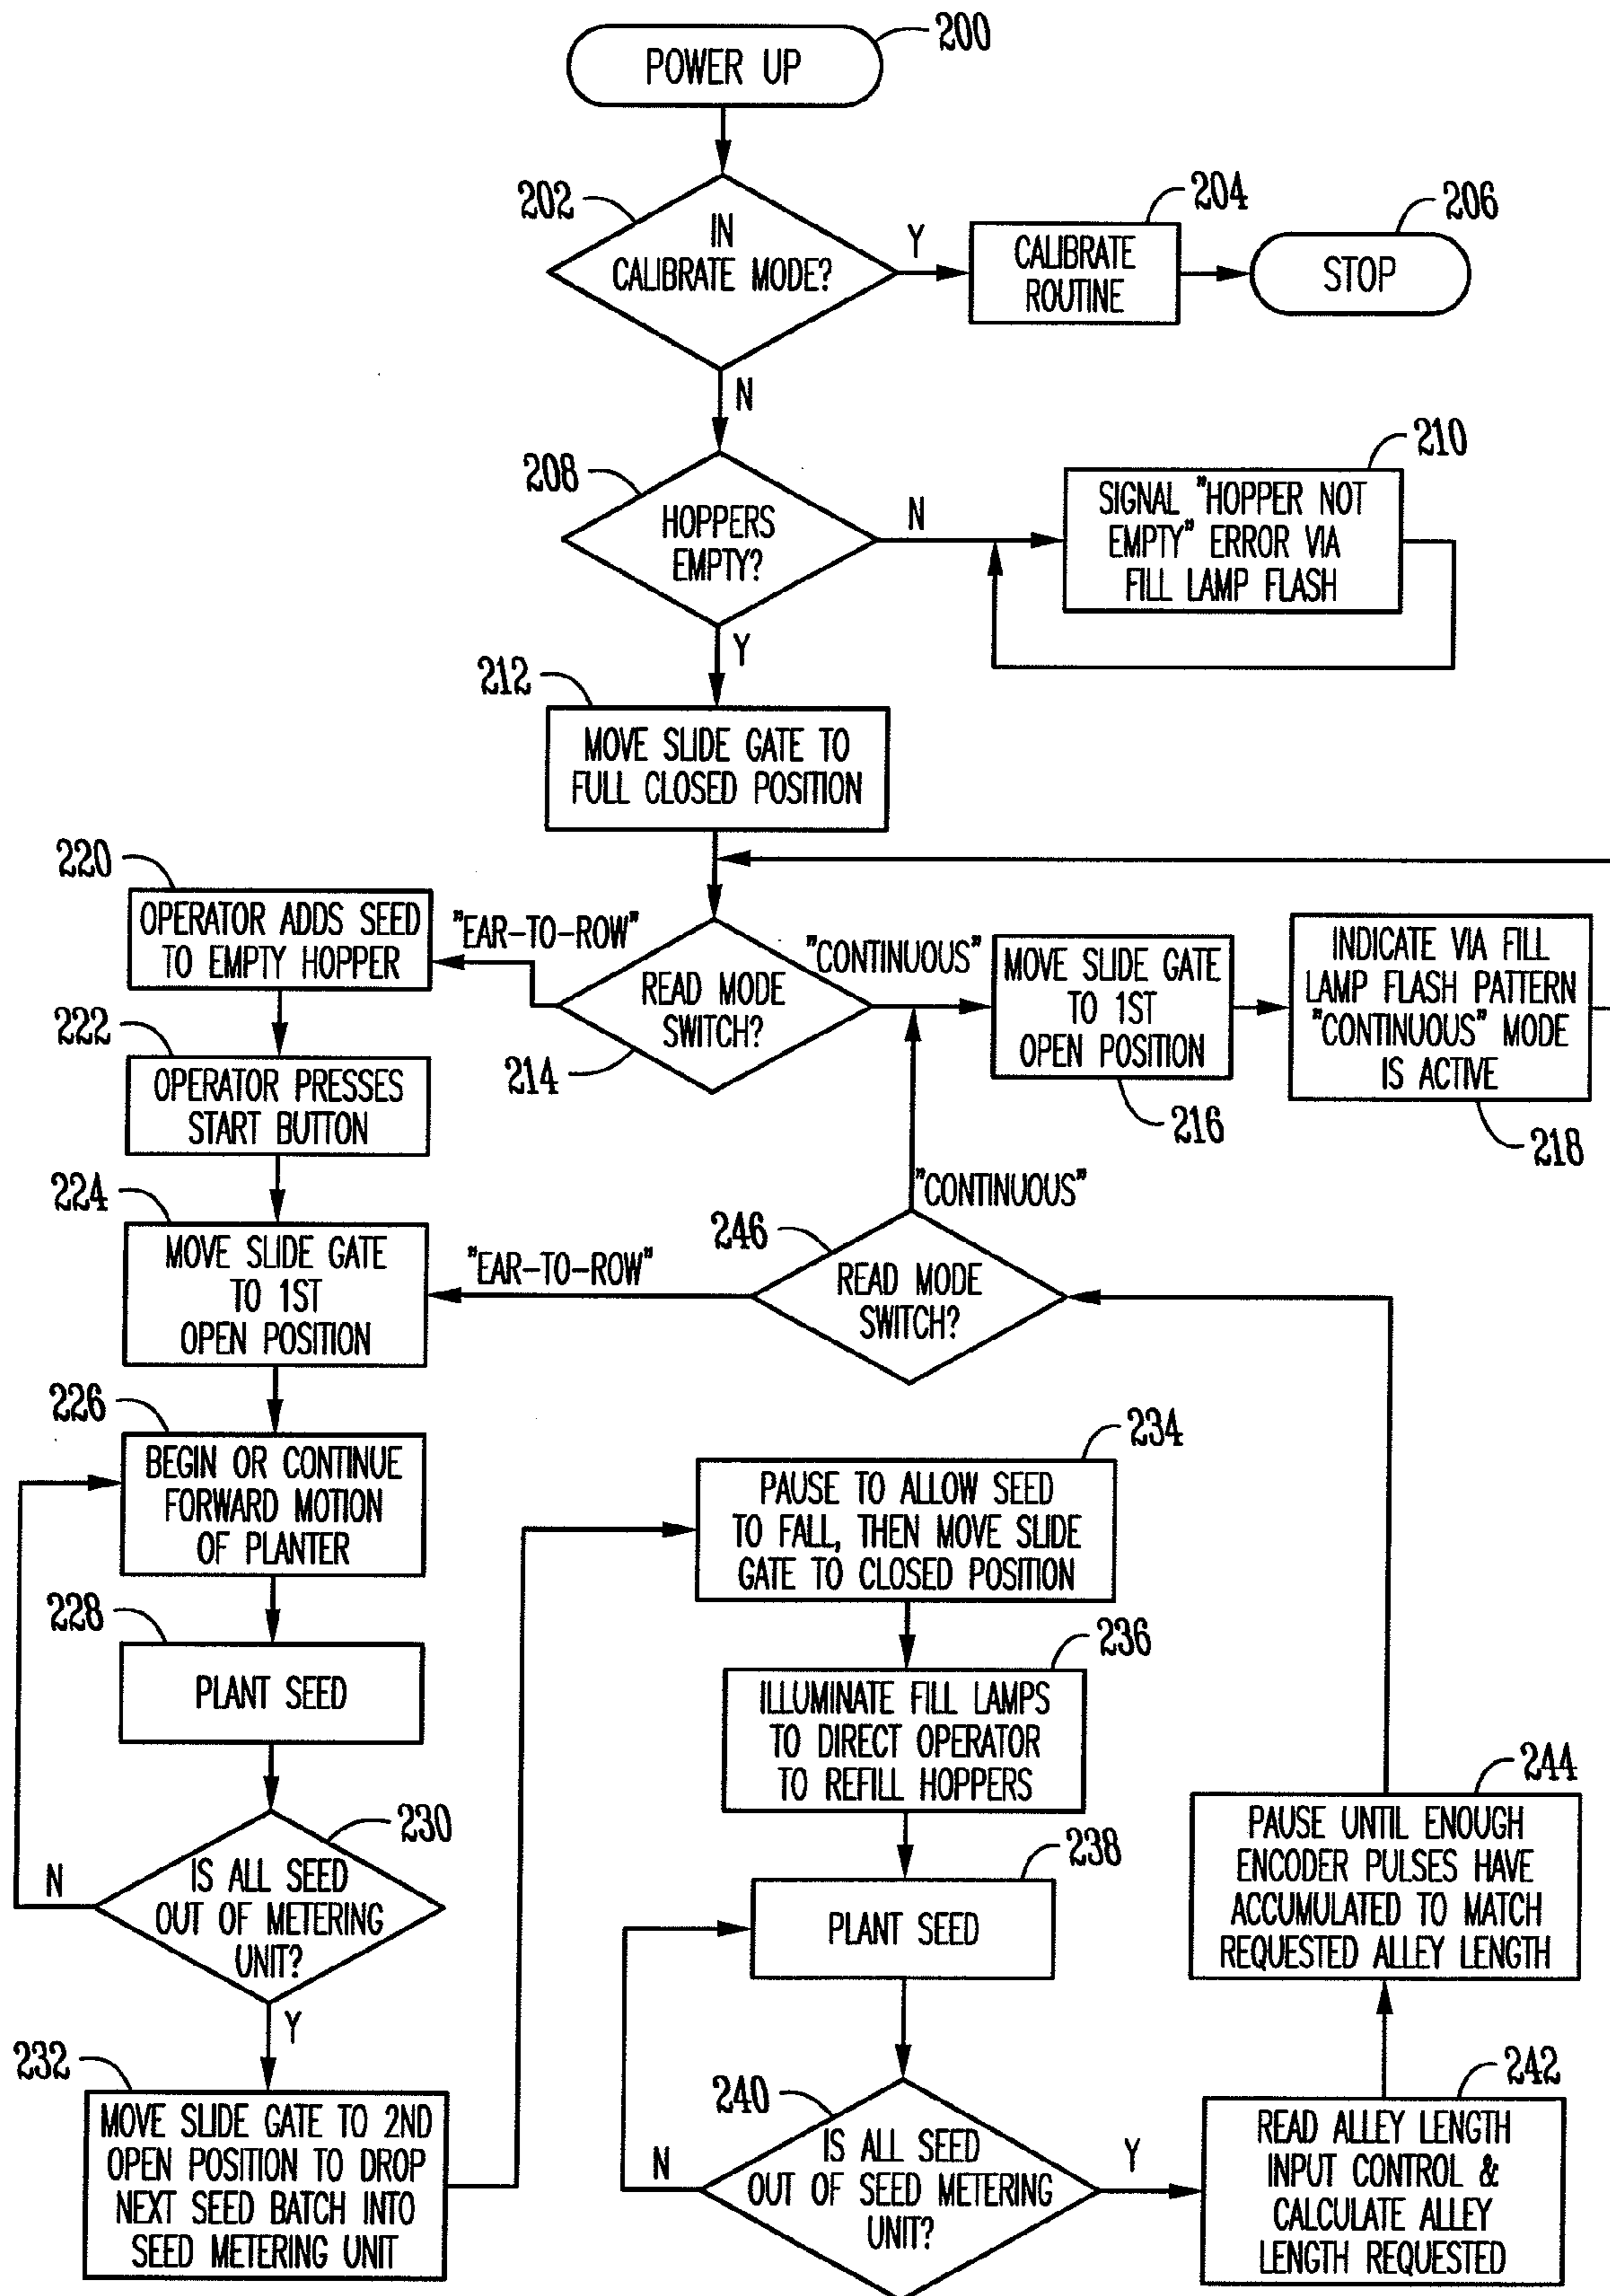 200
POWER UP
202
IN
CALIBRATE MODE?
Y
204
CALIBRATE
ROUTINE
206
STOP
N
208
HOPPERS
EMPTY?
N
210
SIGNAL "HOPPER NOT
EMPTY" ERROR VIA
FILL LAMP FLASH
Y
212
MOVE SLIDE GATE TO
FULL CLOSED POSITION
220
OPERATOR ADDS SEED
TO EMPTY HOPPER
"EAR-TO-ROW"
READ MODE
SWITCH?
214
"CONTINUOUS"
MOVE SLIDE GATE
TO 1ST
OPEN POSITION
216
INDICATE VIA FILL
LAMP FLASH PATTERN
"CONTINUOUS" MODE
IS ACTIVE
218
222
OPERATOR PRESSES
START BUTTON
224
MOVE SLIDE GATE
TO 1ST
OPEN POSITION
"EAR-TO-ROW"
246
"CONTINUOUS"
READ MODE
SWITCH?
226
BEGIN OR CONTINUE
FORWARD MOTION
OF PLANTER
228
PLANT SEED
230
IS ALL SEED
OUT OF METERING
UNIT?
N
Y
232
MOVE SLIDE GATE TO 2ND
OPEN POSITION TO DROP
NEXT SEED BATCH INTO
SEED METERING UNIT
234
PAUSE TO ALLOW SEED
TO FALL, THEN MOVE SLIDE
GATE TO CLOSED POSITION
236
ILLUMINATE FILL LAMPS
TO DIRECT OPERATOR
TO REFILL HOPPERS
238
PLANT SEED
240
IS ALL SEED
OUT OF SEED METERING
UNIT?
N
Y
242
READ ALLEY LENGTH
INPUT CONTROL &
CALCULATE ALLEY
LENGTH REQUESTED
244
PAUSE UNTIL ENOUGH
ENCODER PULSES HAVE
ACCUMULATED TO MATCH
REQUESTED ALLEY LENGTH